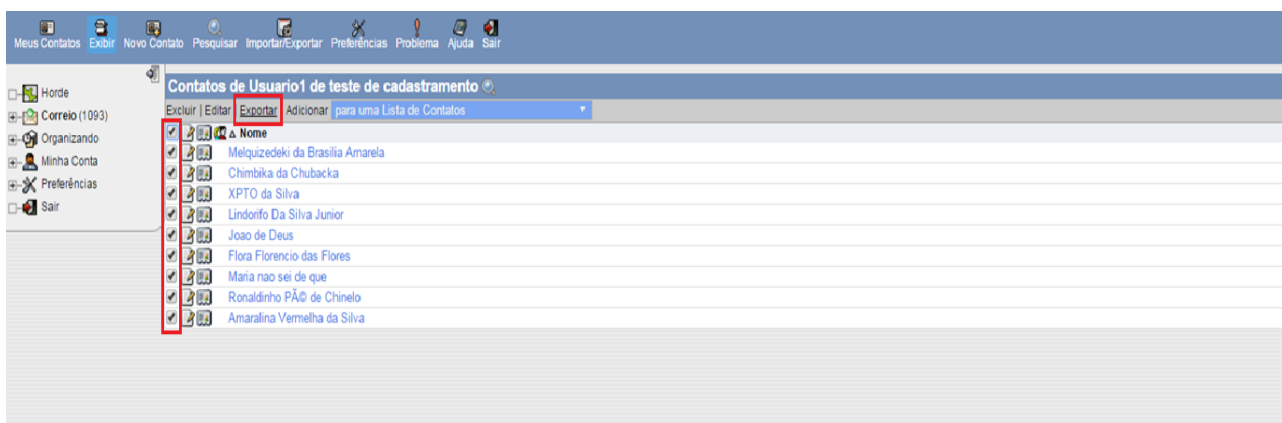 Meus Contatos Exibir Novo Contato Pesquisar Importar/Exportar Preferências Problema Ajuda Sair
Horde
Correio (1093)
Organizando
Minha Conta
Preferências
Sair
Contatos de Usuario1 de teste de cadastramento
Excluir | Editar Exportar Adicionar para uma Lista de Contatos
Nome
Melquizedeki da Brasilia Amarela
Chimbika da Chubacka
XPTO da Silva
Lindorifo Da Silva Junior
Joao de Deus
Flora Florencio das Flores
Maria nao sei de que
Ronaldinho PÃ© de Chinelo
Amaralina Vermelha da Silva